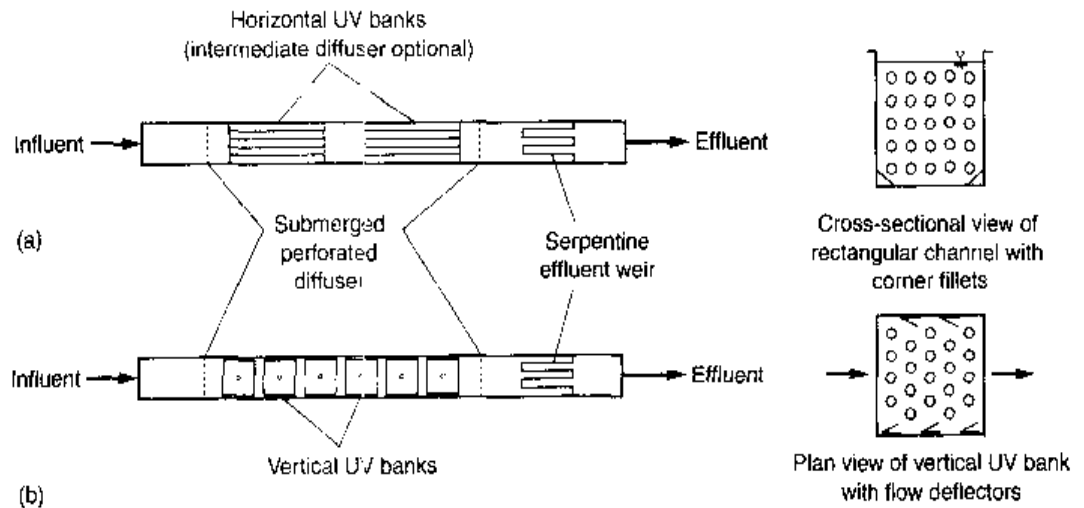 Horizontal UV banks
(intermediate diffuser optional)
Influent
Effluent
(a)
Submerged
perforated
diffuser
Serpentine
effluent weir
Cross-sectional view of
rectangular channel with
corner fillets
Influent
Effluent
Vertical UV banks
(b)
Plan view of vertical UV bank
with flow deflectors